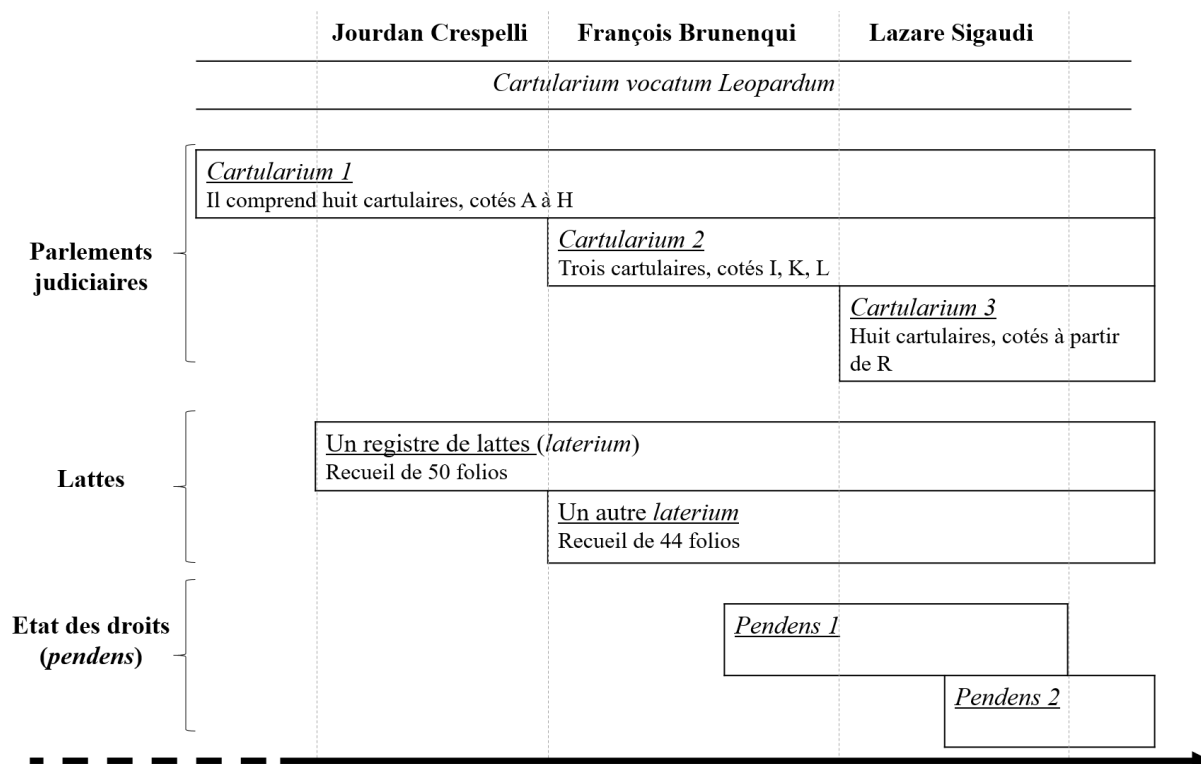 Jourdan Crespelli
François Brunenqui
Lazare Sigaudi
Cartularium vocatum Leopardum
Parlements
judiciaires
Cartularium 1
Il comprend huit cartulaires, cotés A à H
Cartularium 2
Trois cartulaires, cotés I, K, L
Cartularium 3
Huit cartulaires, cotés à partir
de R
Lattes
Un registre de lattes (laterium)
Recueil de 50 folios
Un autre laterium
Recueil de 44 folios
Etat des droits
(pendens)
Pendens 1
Pendens 2